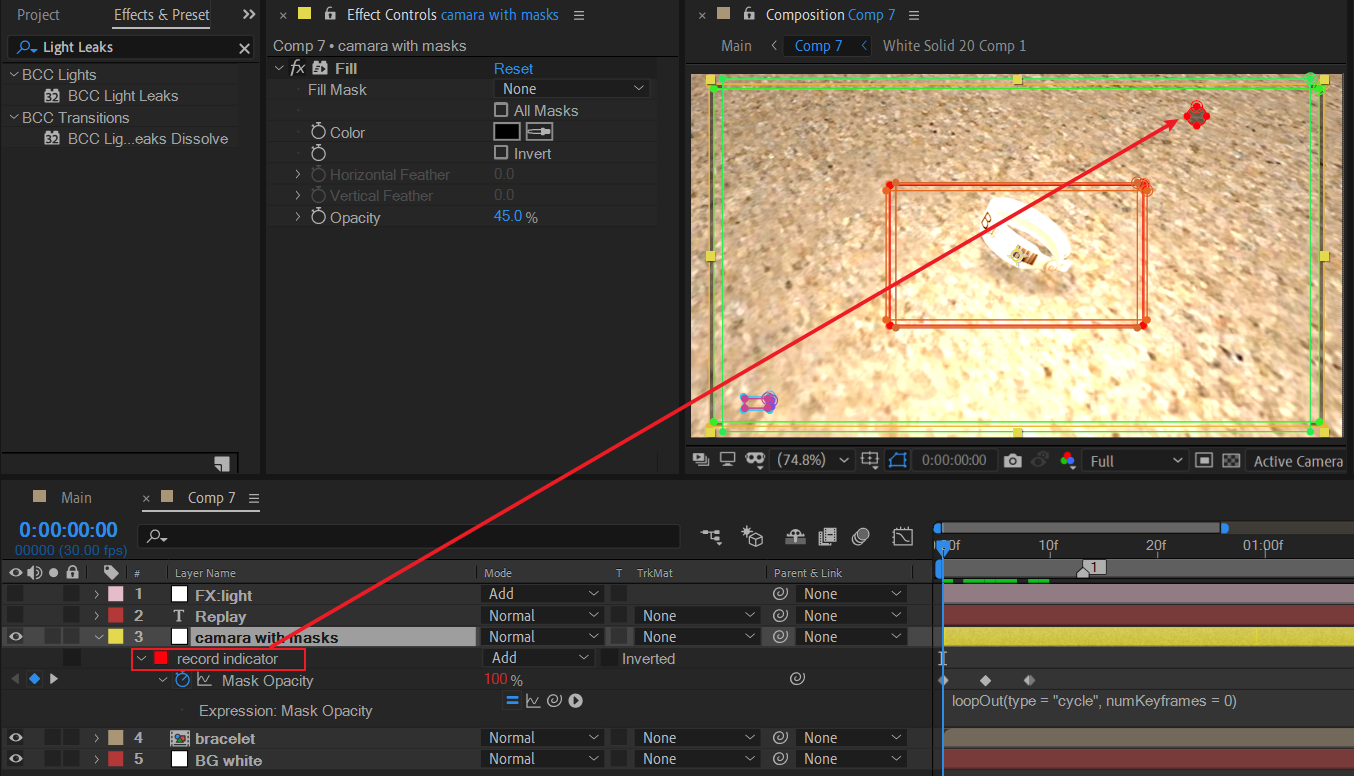 Project Effects & Preset
Light Leaks
BCC Lights
32 BCC Light Leaks
BCC Transitions
32 BCC Lig...eaks Dissolve
Effect Controls camara with masks
Comp 7 • camara with masks
fx Fill Reset
Fill Mask None
All Masks
Color
Invert
Horizontal Feather 0.0
Vertical Feather 0.0
Opacity 45.0 %
Composition Comp 7
Main Comp 7 White Solid 20 Comp 1
(74.8%) 0:00:00:00 Full Active Camera
Main Comp 7
0:00:00:00
00000 (30.00 fps)
:00f 10f 20f 01:00f
# Layer Name Mode T TrkMat Parent & Link
1
1 FX:light Add None
2 T Replay Normal None None
3 camara with masks Normal None None
record indicator Add Inverted
Mask Opacity 100 %
Expression: Mask Opacity loopOut(type = "cycle", numKeyframes = 0)
4 bracelet Normal None None
5 BG white Normal None None